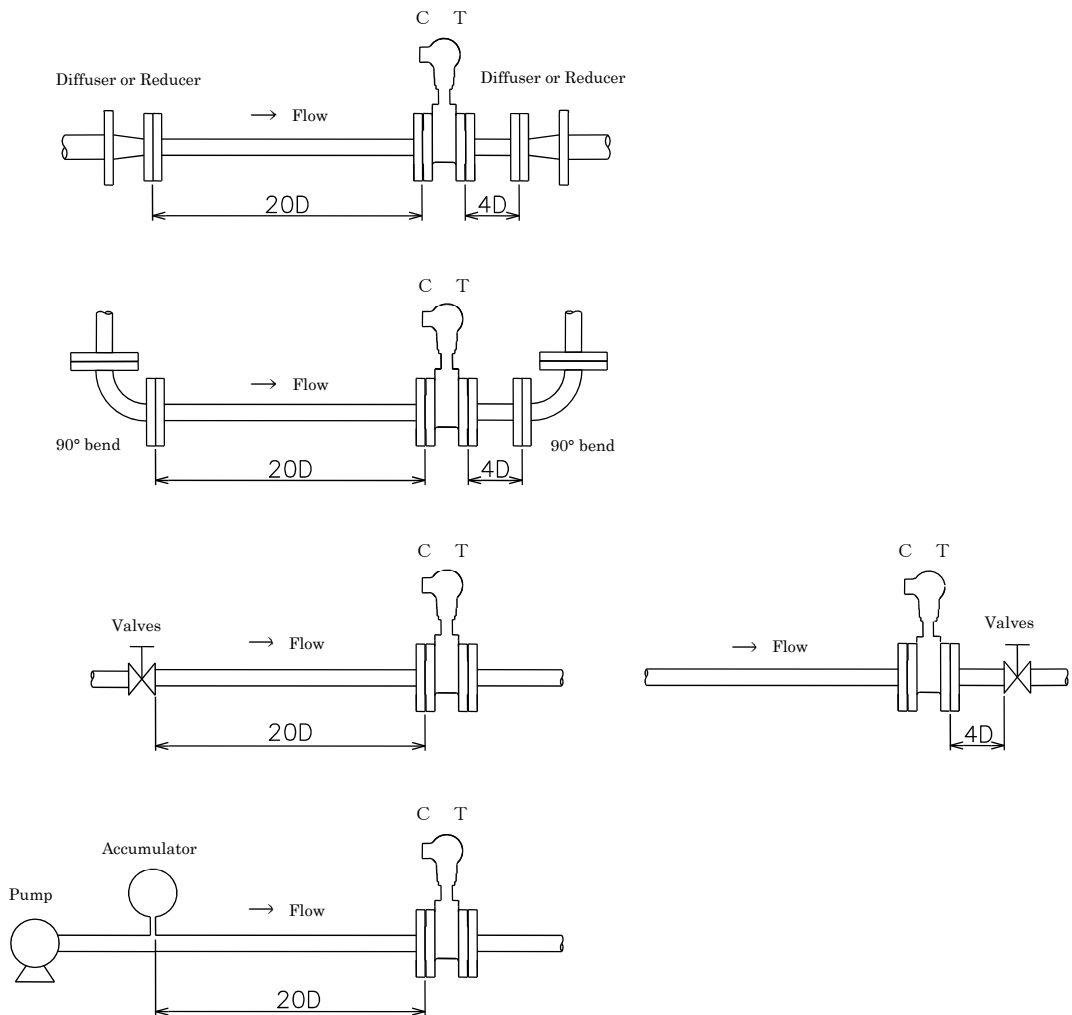 C T
Diffuser or Reducer
Diffuser or Reducer
→ Flow
20D
4D
C T
→ Flow
90° bend
90° bend
20D
4D
C T
Valves
→ Flow
20D
C T
Valves
→ Flow
4D
C T
Accumulator
Pump
→ Flow
20D